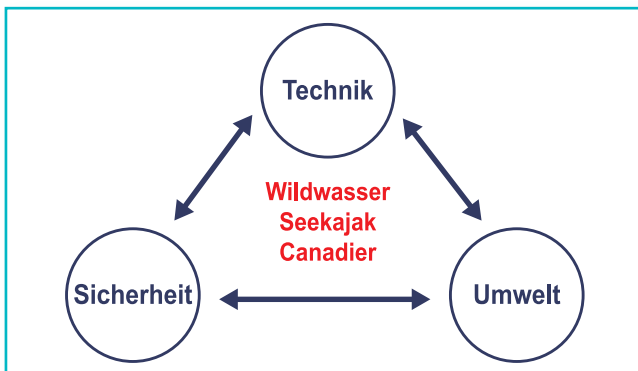 Technik
Wildwasser
Seekajak
Canadier
Sicherheit
Umwelt